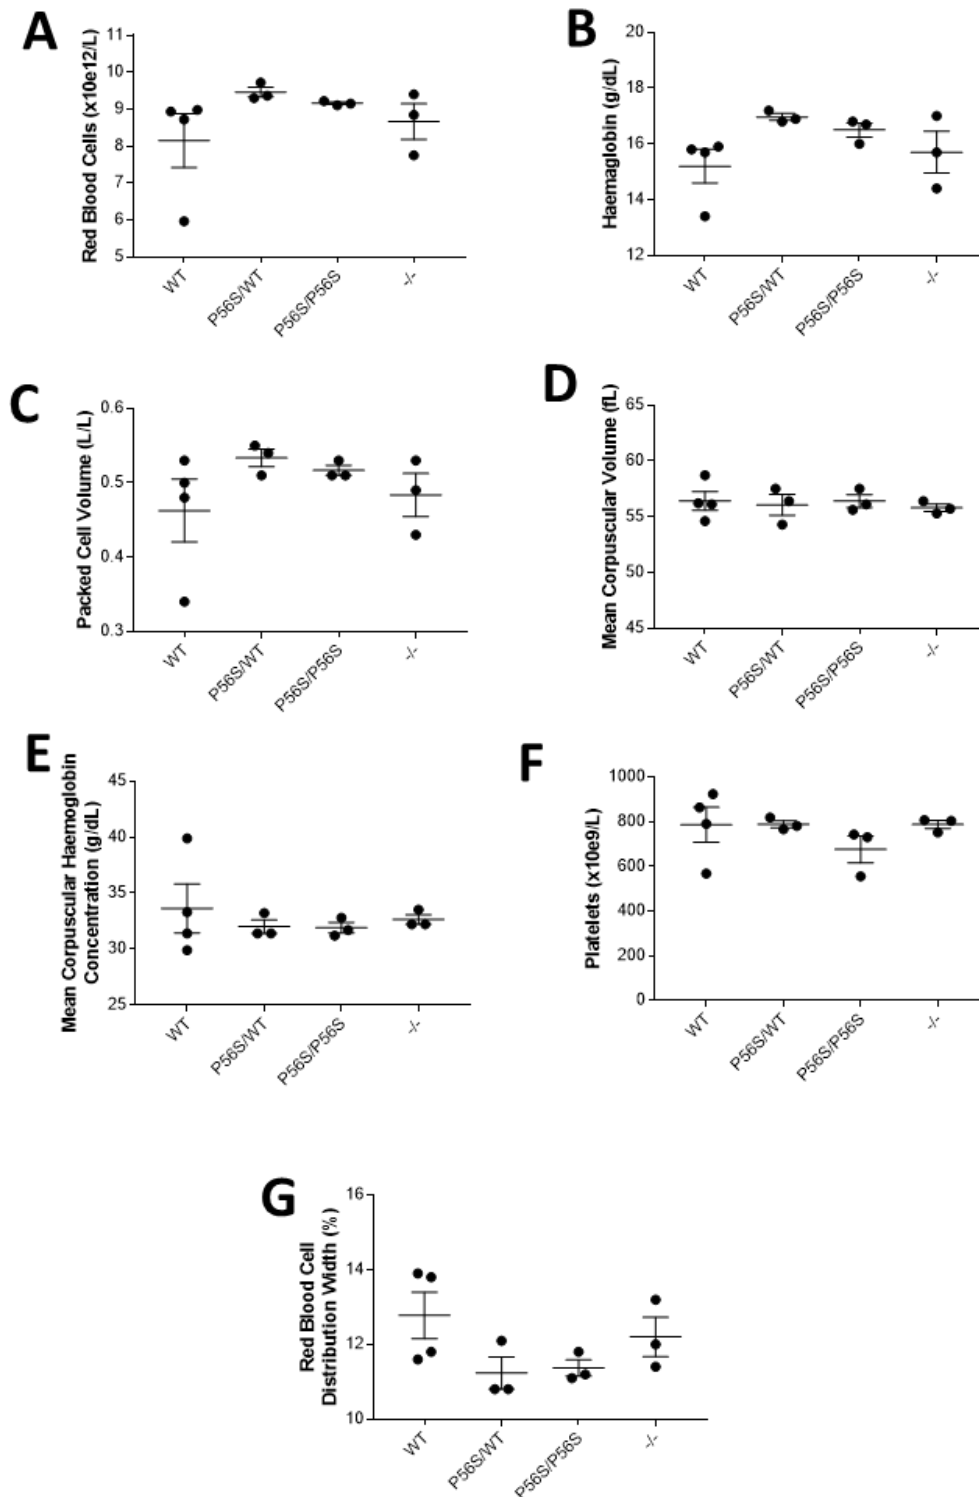 A
Red Blood Cells (x10e12/L)
11
10
9
8
7
6
5
WT
P56S/WT
P56S/P56S
-/-
B
Haemaglobin (g/dL)
20
18
16
14
12
WT
P56S/WT
P56S/P56S
-/-
C
Packed Cell Volume (L/L)
0.6
0.5
0.4
0.3
WT
P56S/WT
P56S/P56S
-/-
D
Mean Corpuscular Volume (fL)
65
60
55
50
45
WT
P56S/WT
P56S/P56S
-/-
E
Mean Corpuscular Haemoglobin
Concentration (g/dL)
45
40
35
30
25
WT
P56S/WT
P56S/P56S
-/-
F
Platelets (x10e9/L)
1000
800
600
400
200
0
WT
P56S/WT
P56S/P56S
-/-
G
Red Blood Cell
Distribution Width (%)
16
14
12
10
WT
P56S/WT
P56S/P56S
-/-